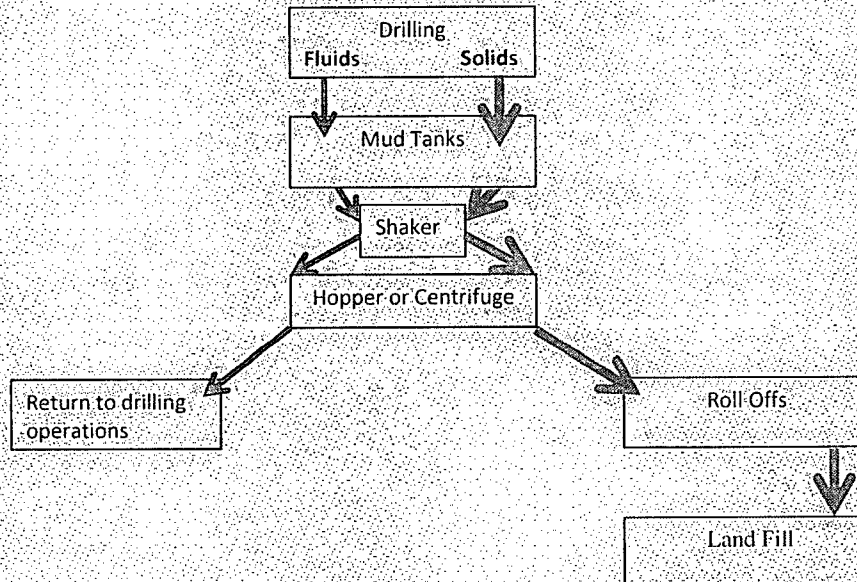 Drilling
Fluids Solids
Mud Tanks
Shaker
Hopper or Centrifuge
Return to drilling
operations
Roll Offs
Land Fill